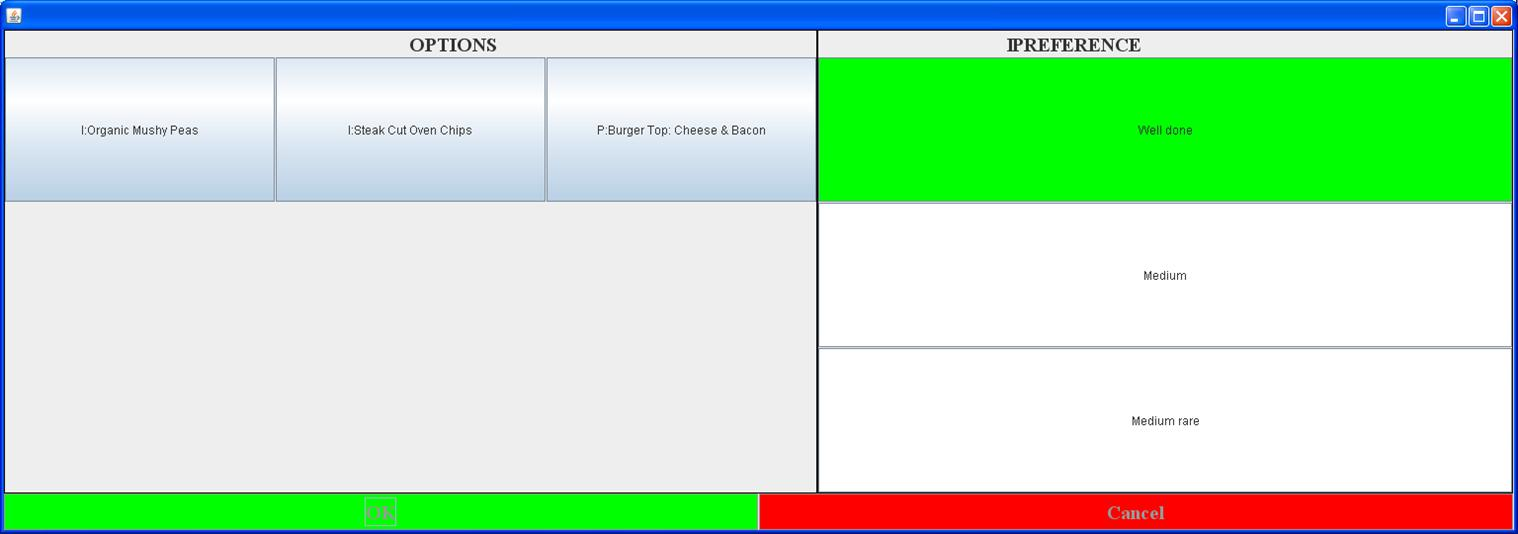 OPTIONS
IPREFERENCE
I:Organic Mushy Peas
I:Steak Cut Oven Chips
P:Burger Top: Cheese & Bacon
Well done
Medium
Medium rare
OK
Cancel